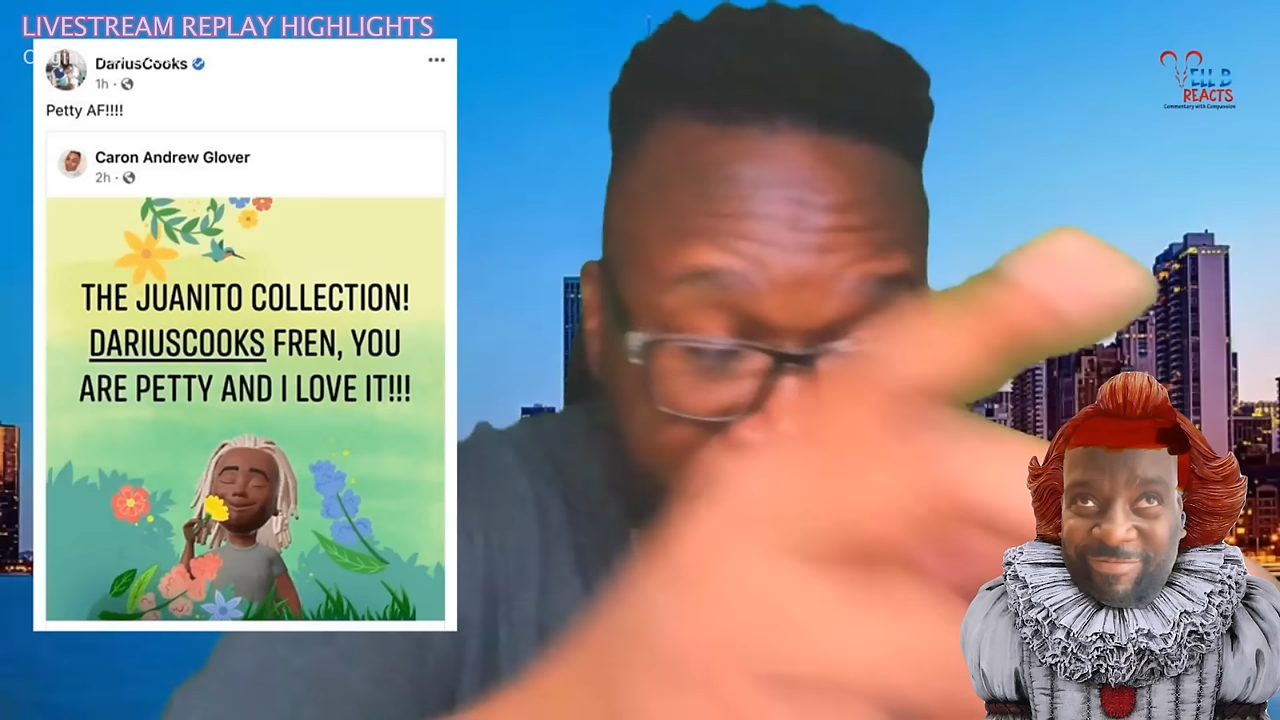 LIVESTREAM REPLAY HIGHLIGHTS
DariusCooks
1h ·
Petty AF!!!!
Caron Andrew Glover
2h ·
THE JUANITO COLLECTION!
DARIUSCOOKS FREN, YOU
ARE PETTY AND I LOVE IT!!!
ELL B
REACTS
Commentary with Compassion